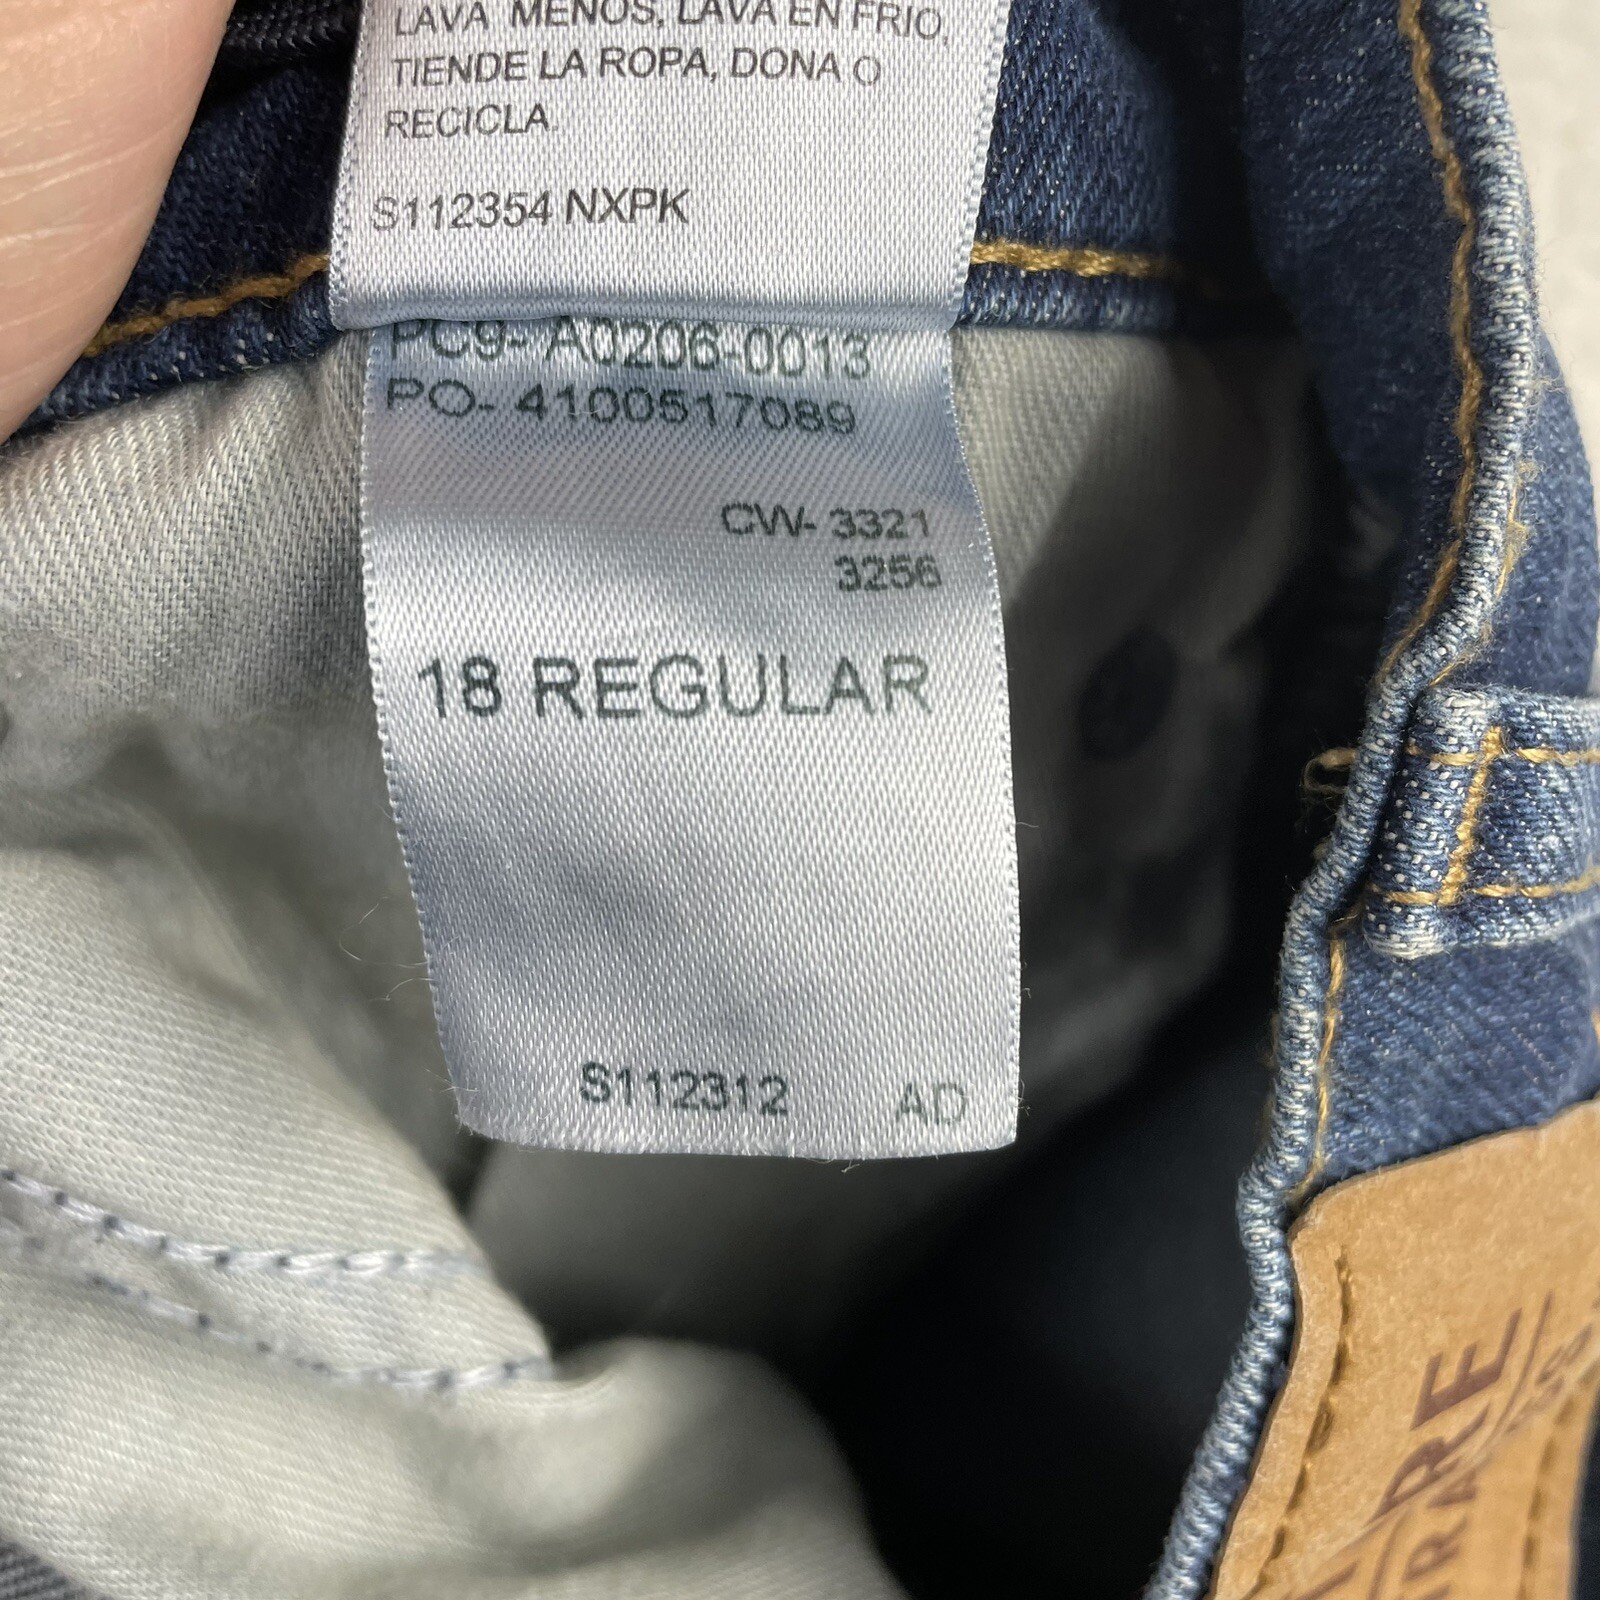 LAVA MENOS, LAVA EN FRIO,
TIENDE LA ROPA, DONA O
RECICLA
S112354 NXPK
PC9- A0206-0013
PO- 4100517089
CW- 3321
3256
18 REGULAR
S112312 AD